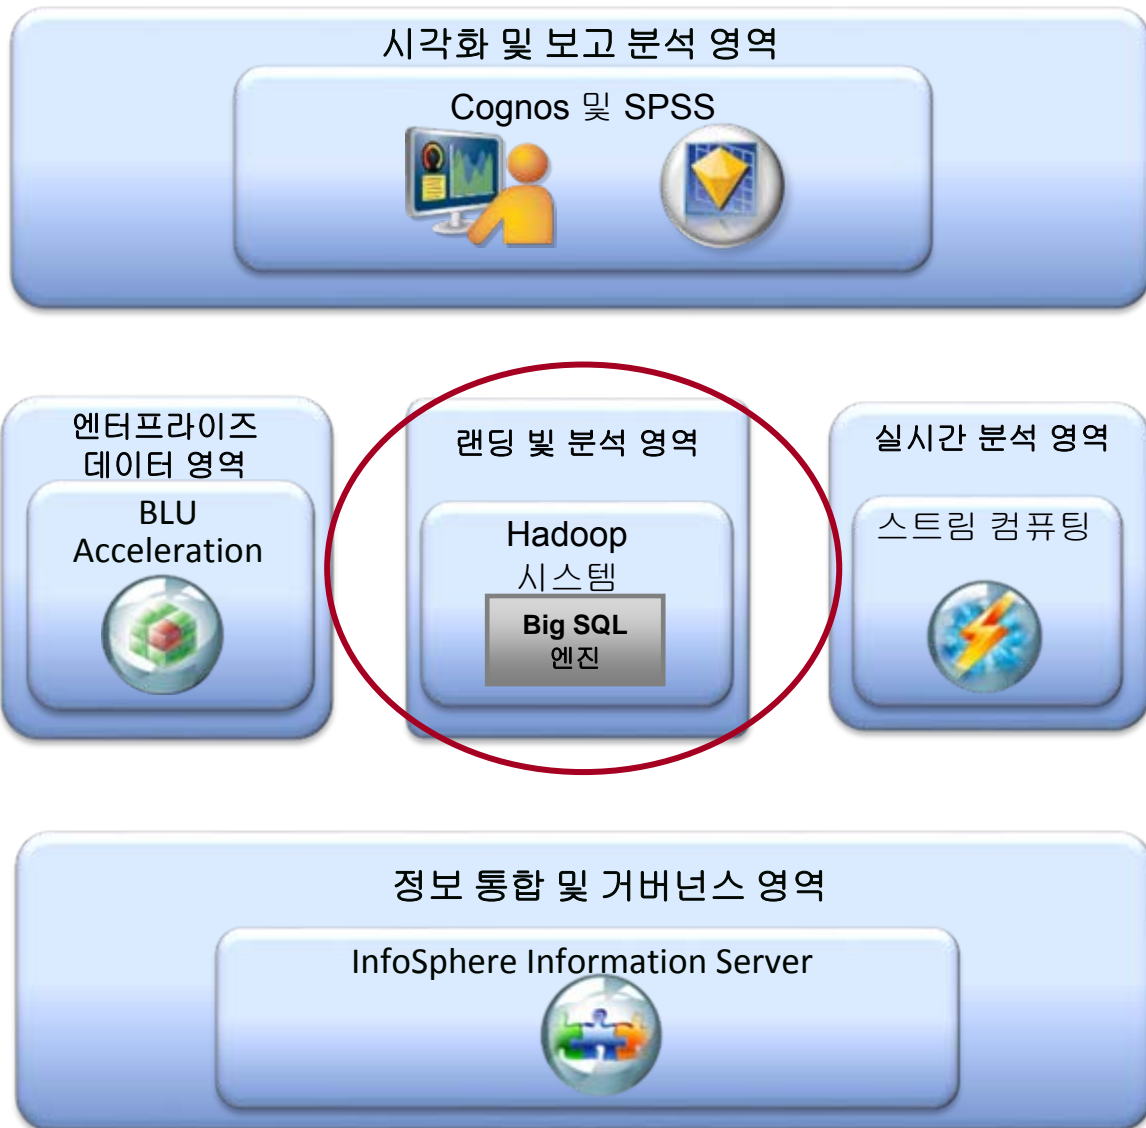 시각화 및 보고 분석 영역
Cognos 및 SPSS
엔터프라이즈
데이터 영역
BLU
Acceleration
랜딩 빛 분석 영역
Hadoop
시스템
Big SQL
엔진
실시간 분석 영역
스트림 컴퓨팅
정보 통합 및 거버넌스 영역
InfoSphere Information Server